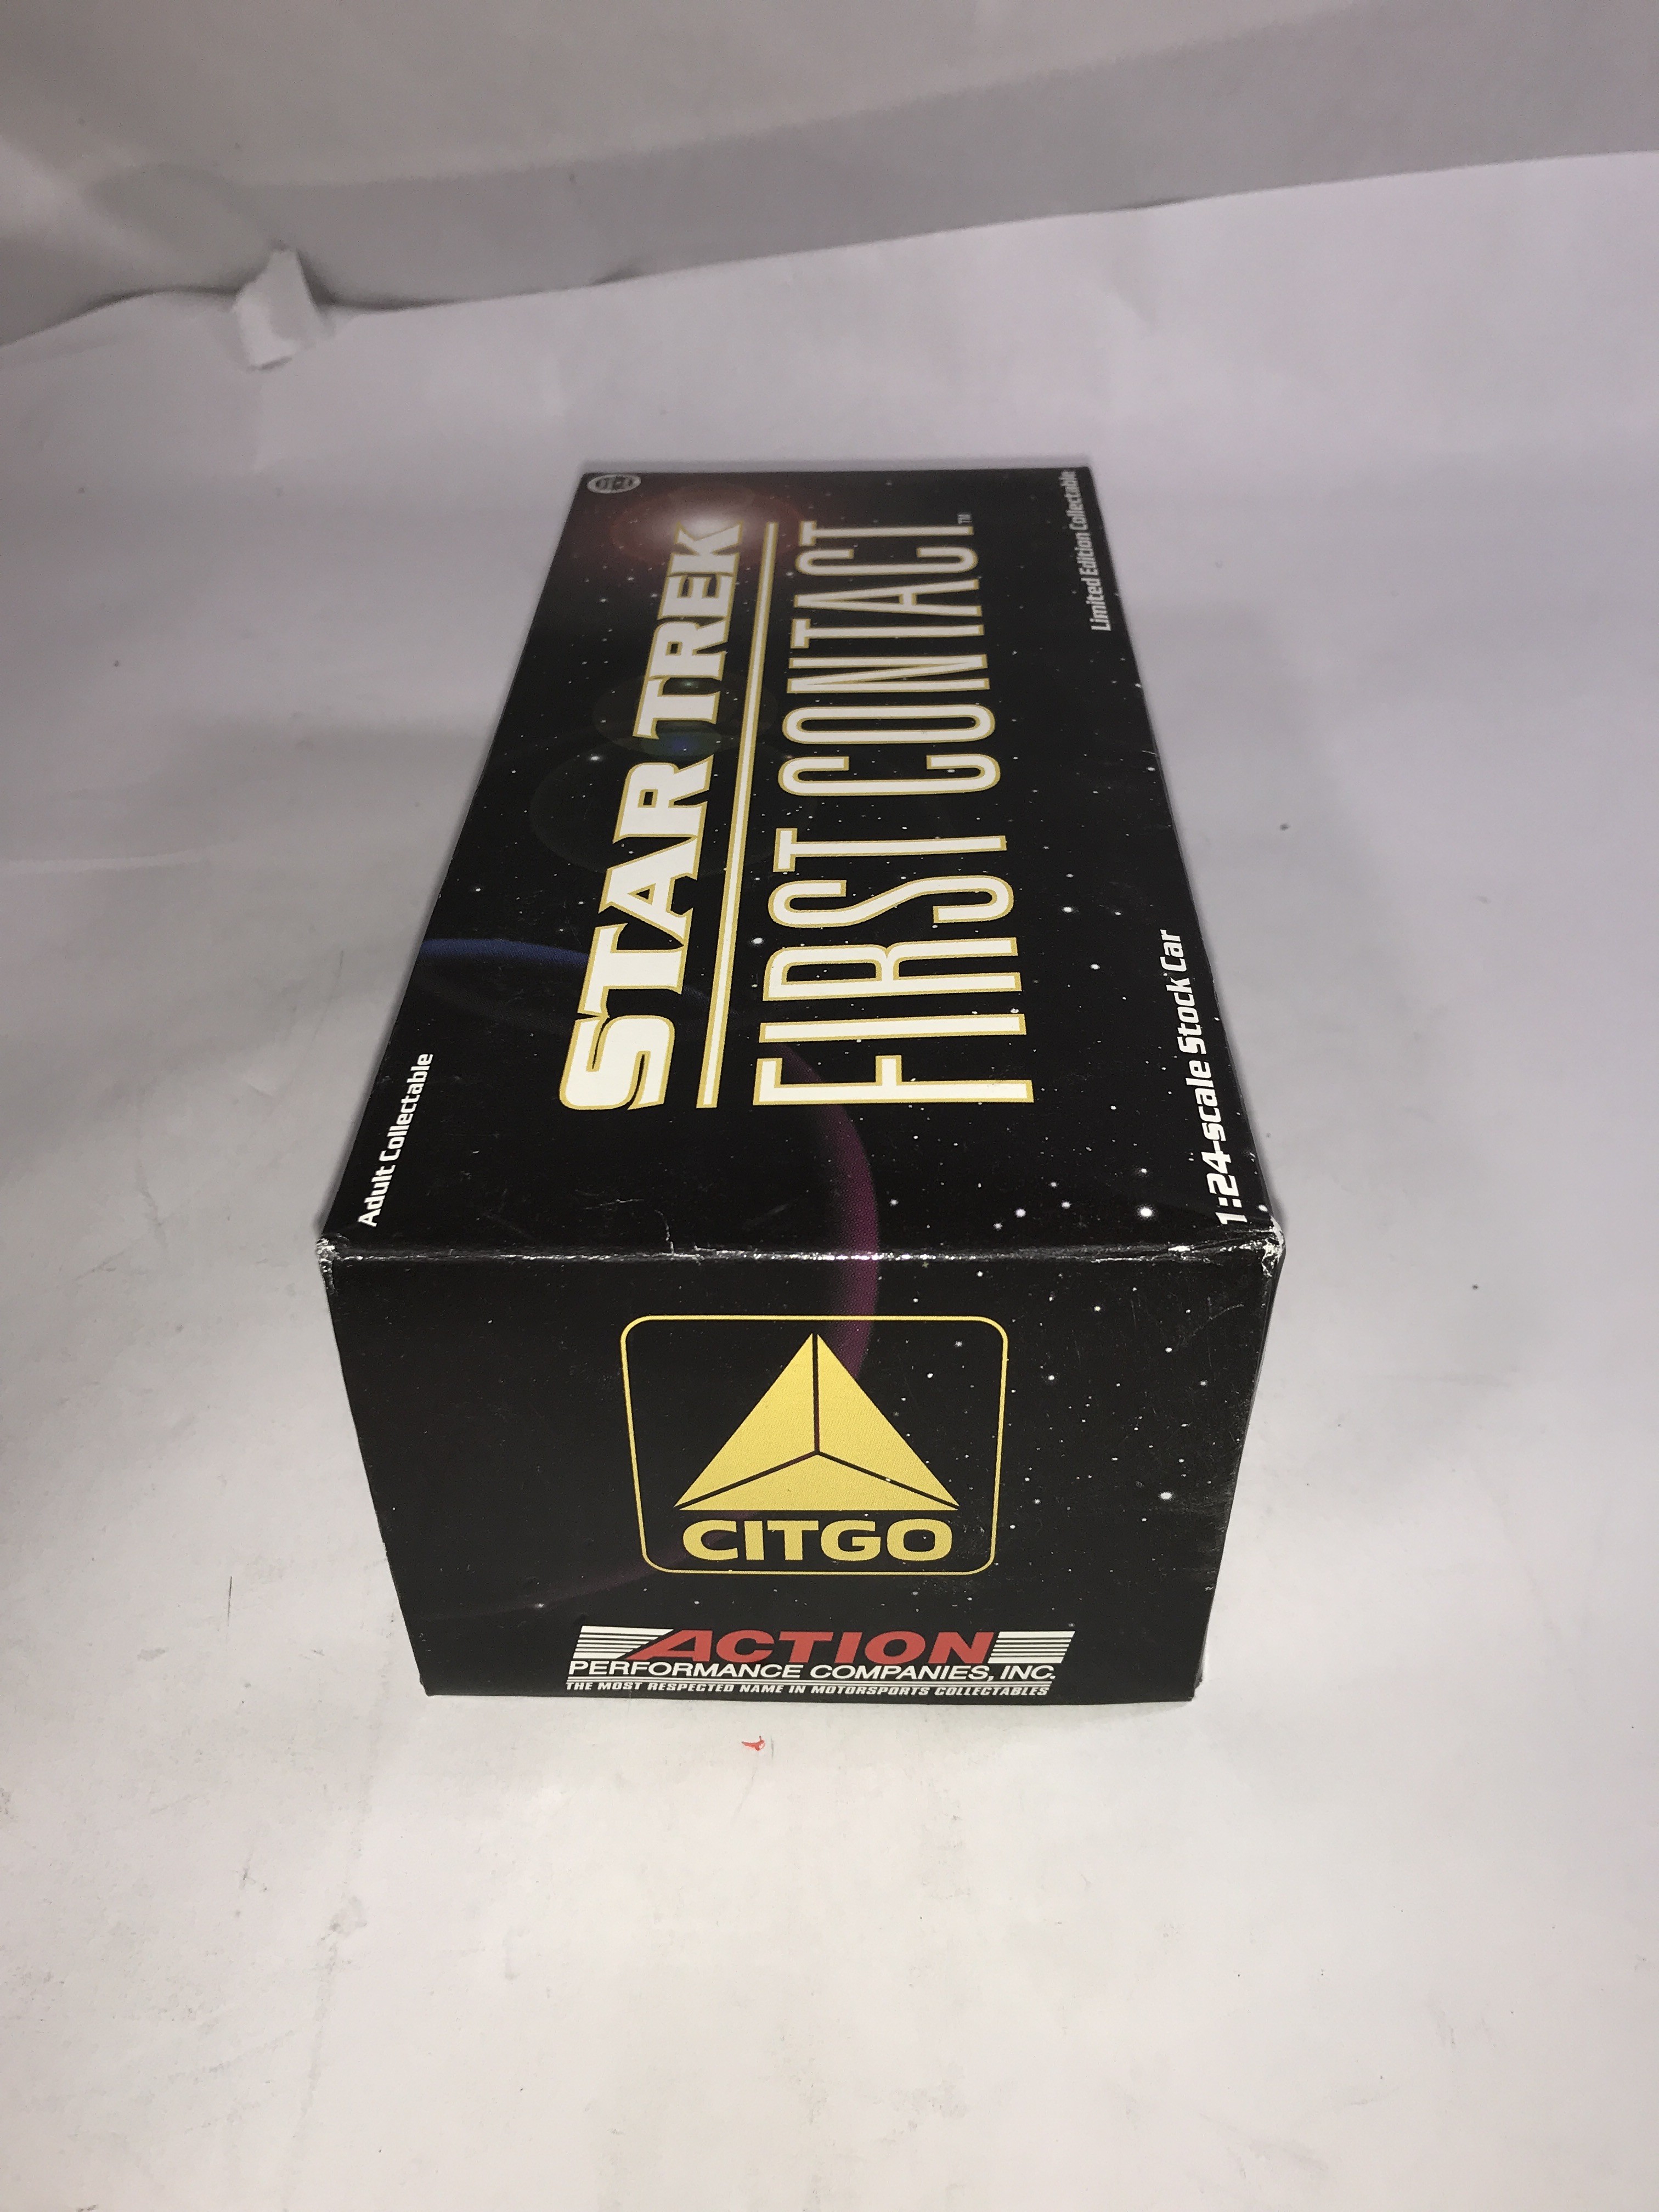 STAR TREK
FIRST CONTACT™
Adult Collectable
Limited Edition Collectable
1:24-scale Stock Car
CITGO
ACTION
PERFORMANCE COMPANIES, INC.
THE MOST RESPECTED NAME IN MOTORSPORTS COLLECTABLES